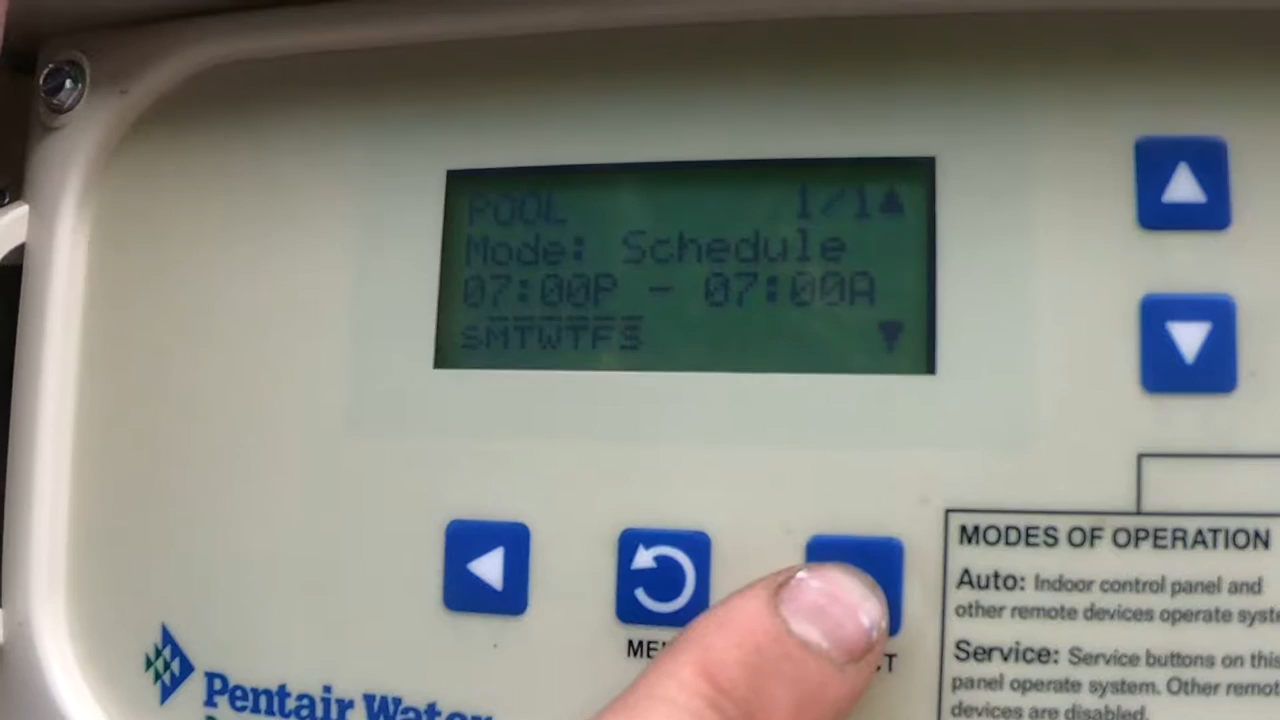 POOL 1/1▲
Mode: Schedule
07:00P - 07:00A
SMTWTFS ▼
MODES OF OPERATION
Auto: Indoor control panel and
other remote devices operate
Service: Service buttons on this
panel operate system. Other
devices are disabled.
Pentair Water